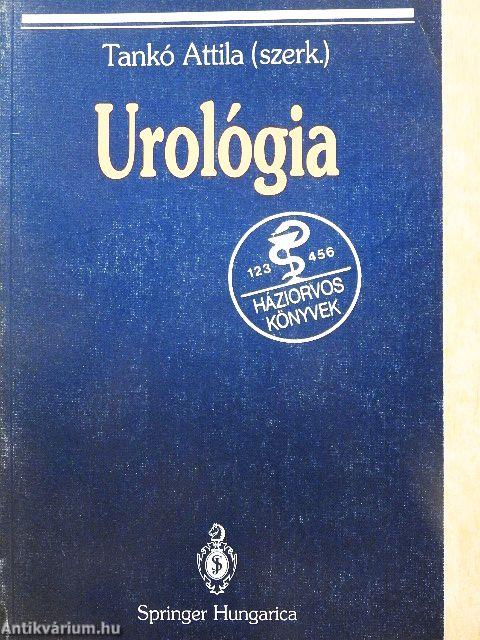 Tankó Attila (szerk.)
Urológia
123 456
HÁZIORVOS
KÖNYVEK
Springer Hungarica
Antikvárium.hu